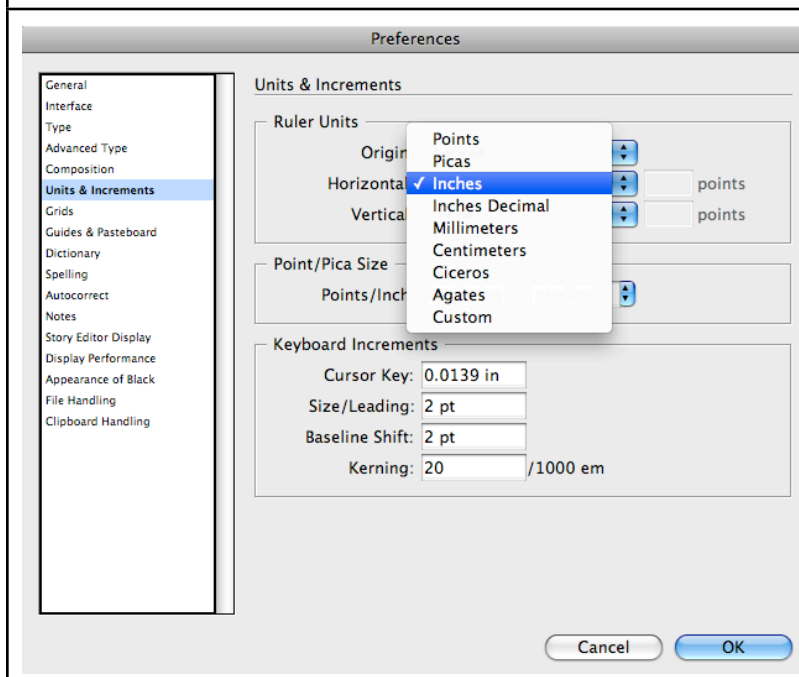 Preferences
General
Interface
Type
Advanced Type
Composition
Units & Increments
Grids
Guides & Pasteboard
Dictionary
Spelling
Autocorrect
Notes
Story Editor Display
Display Performance
Appearance of Black
File Handling
Clipboard Handling
Units & Increments
Ruler Units
Origin
Horizontal
points
Vertical
points
Points
Picas
✓ Inches
Inches Decimal
Millimeters
Centimeters
Ciceros
Agates
Custom
Point/Pica Size
Points/Inch
Keyboard Increments
Cursor Key: 0.0139 in
Size/Leading: 2 pt
Baseline Shift: 2 pt
Kerning: 20 /1000 em
Cancel OK